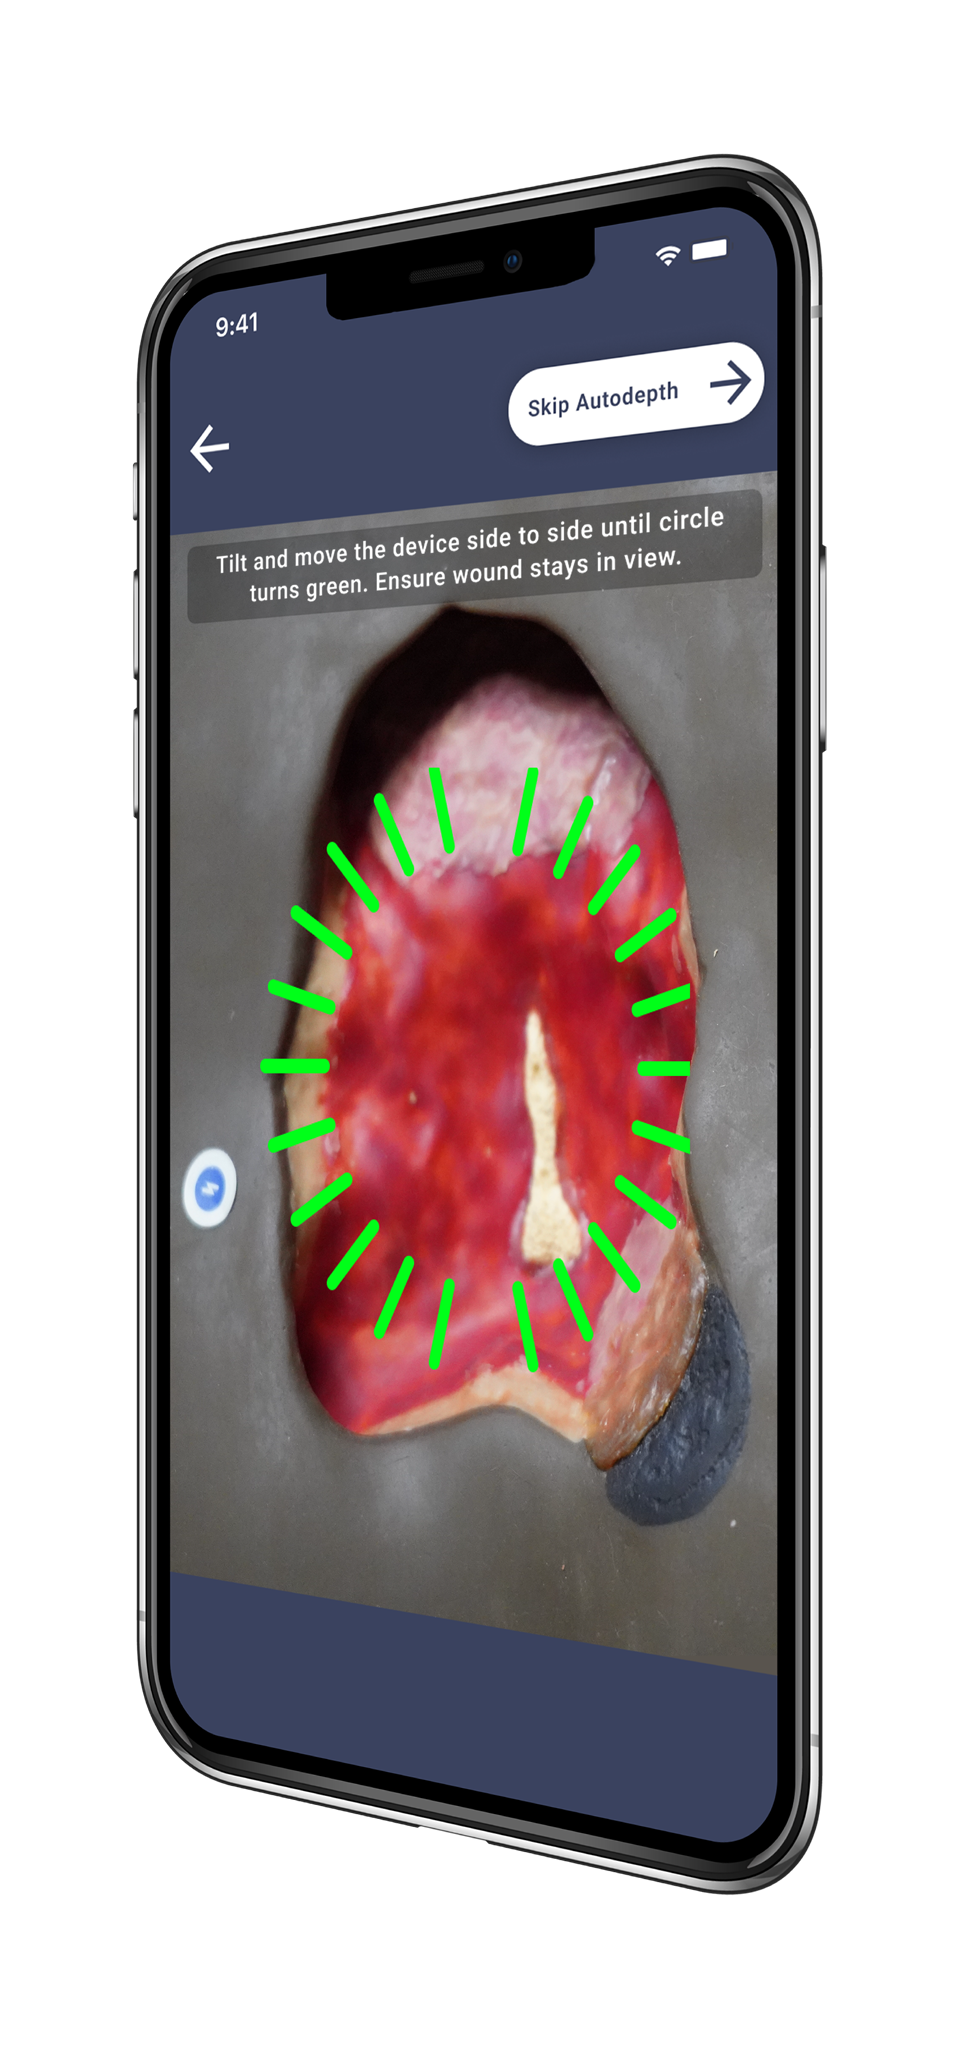 9:41
Skip Autodepth
Tilt and move the device side to side until circle
turns green. Ensure wound stays in view.